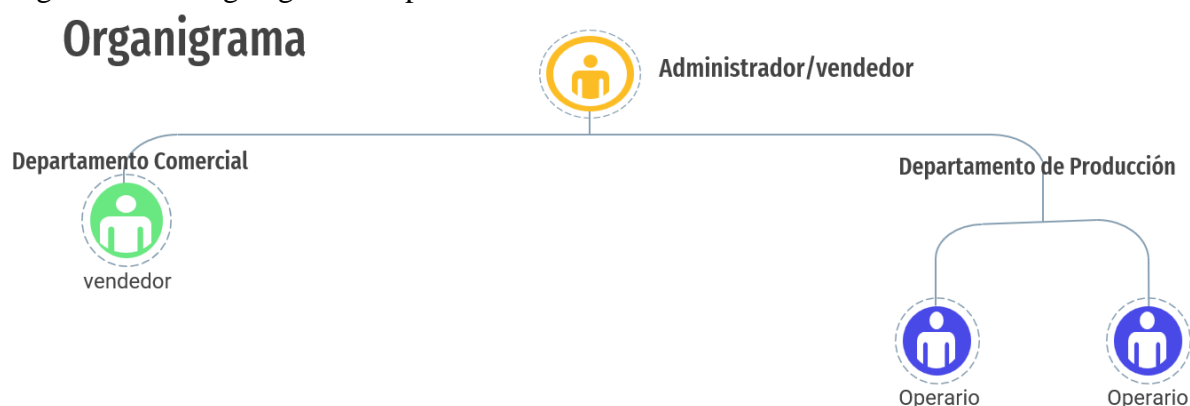 Organigrama
Administrador/vendedor
Departamento Comercial
Departamento de Producción
vendedor
Operario
Operario